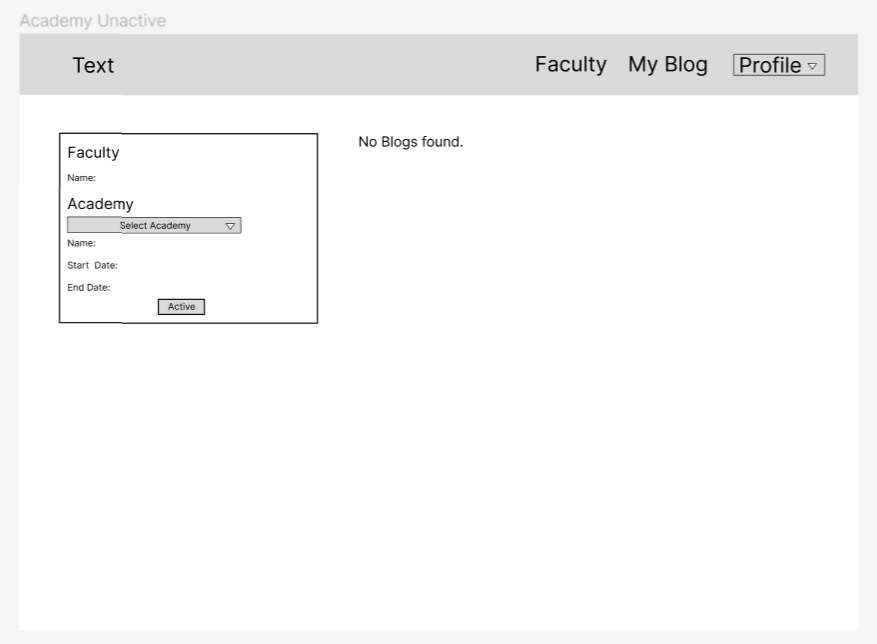 Academy Unactive
Text
Faculty
My Blog
Profile
Faculty
Name:
Academy
Select Academy
Name:
Start Date:
End Date:
Active
No Blogs found.